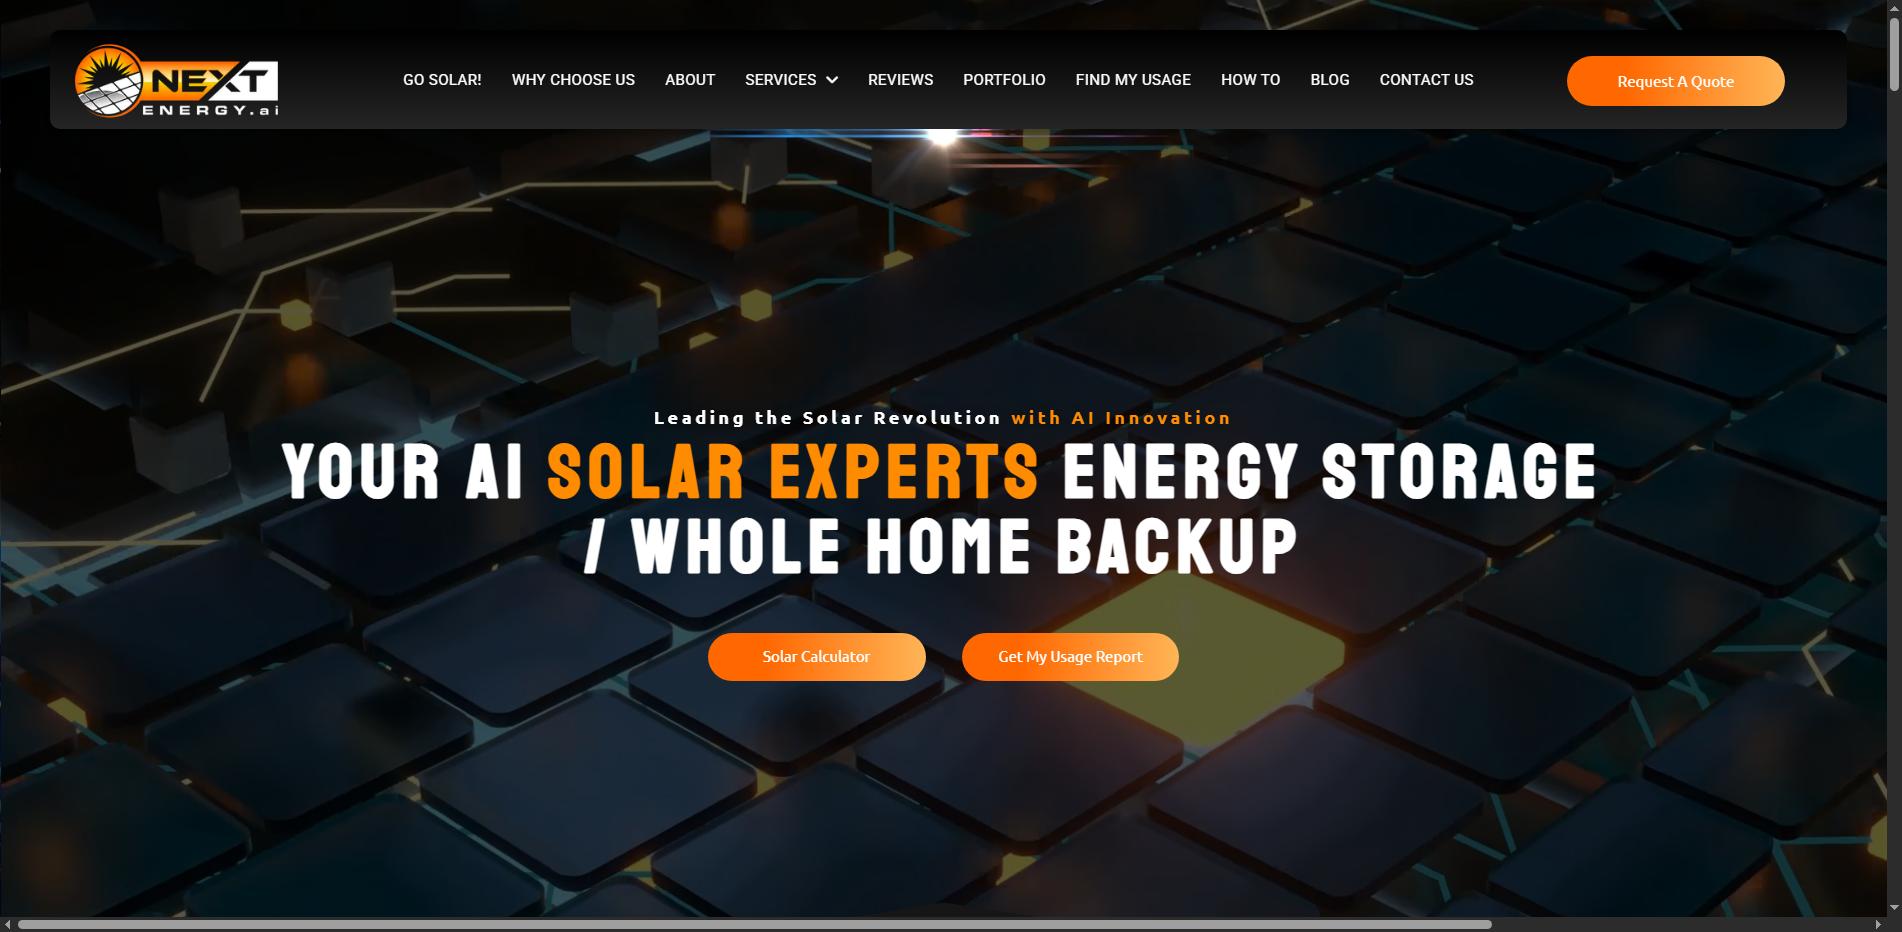 NEXT
ENERGY.ai
GO SOLAR!
WHY CHOOSE US
ABOUT
SERVICES
REVIEWS
PORTFOLIO
FIND MY USAGE
HOW TO
BLOG
CONTACT US
Request A Quote
Leading the Solar Revolution with AI Innovation
YOUR AI SOLAR EXPERTS ENERGY STORAGE
/ WHOLE HOME BACKUP
Solar Calculator
Get My Usage Report